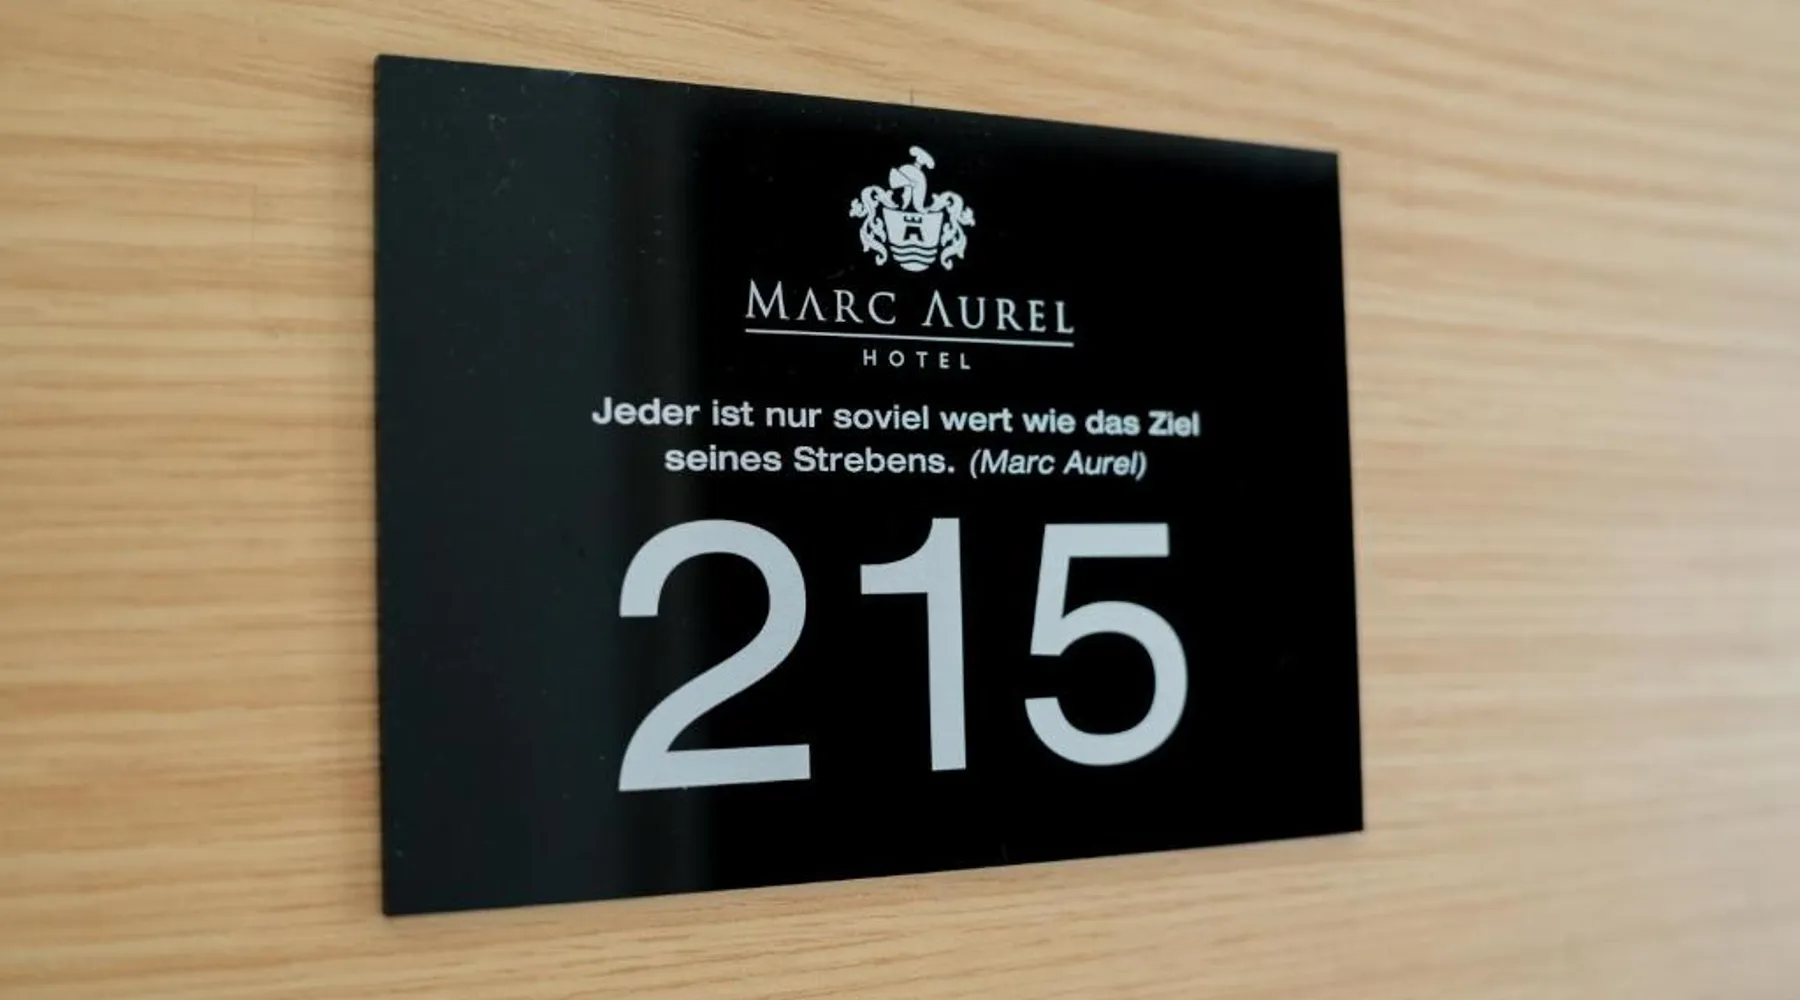 MARC AUREL
HOTEL
Jeder ist nur soviel wert wie das Ziel
seines Strebens. (Marc Aurel)
215